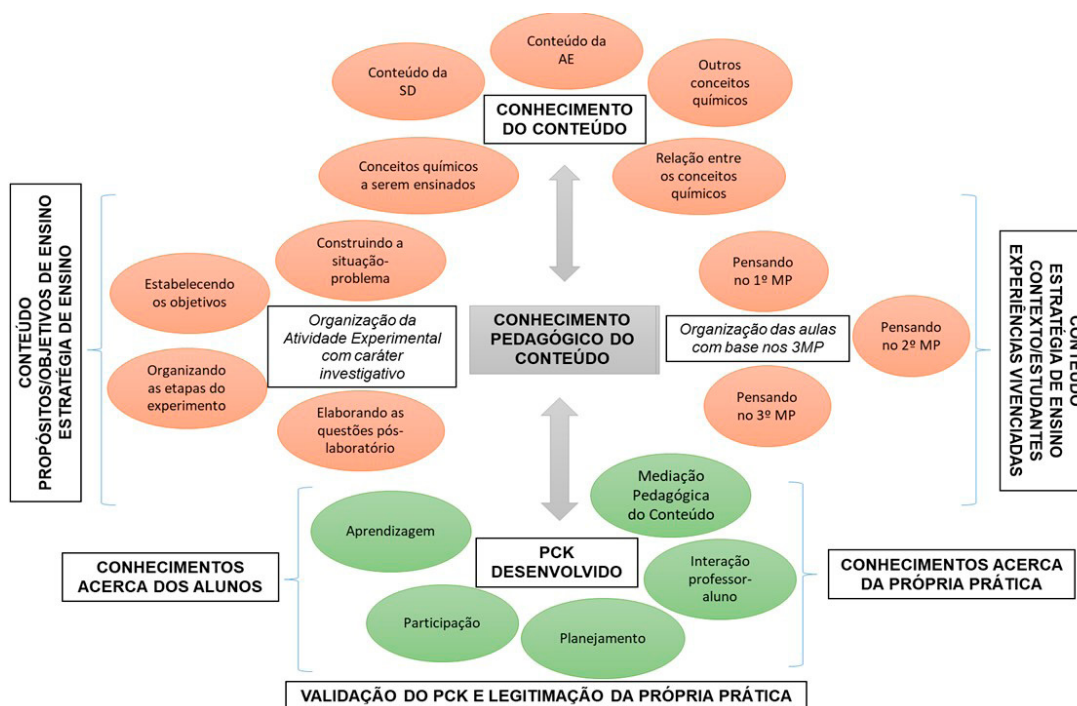 Conteúdo da
AE
Conteúdo da
SD
Outros
conceitos
químicos
CONHECIMENTO
DO CONTEÚDO
Conceitos químicos
a serem ensinados
Relação entre
os conceitos
químicos
CONTEÚDO
PROPÓSITOS/OBJETIVOS DE ENSINO
ESTRATÉGIA DE ENSINO
Construindo a
situação-
problema
Estabelecendo
os objetivos
Organização da
Atividade Experimental
com caráter
investigativo
Organizando
as etapas do
experimento
Elaborando as
questões pós-
laboratório
CONHECIMENTO
PEDAGÓGICO DO
CONTEÚDO
Pensando
no 1º MP
Organização das aulas
com base nos 3MP
Pensando
no 2º MP
Pensando
no 3º MP
CONTEÚDO
ESTRATÉGIA DE ENSINO
CONTEXTO/ESTUDANTES
EXPERIÊNCIAS VIVENCIADAS
Mediação
Pedagógica
do Conteúdo
Aprendizagem
PCK
DESENVOLVIDO
Interação
professor-
aluno
Participação
Planejamento
CONHECIMENTOS
ACERCA DOS ALUNOS
CONHECIMENTOS ACERCA
DA PRÓPRIA PRÁTICA
VALIDAÇÃO DO PCK E LEGITIMAÇÃO DA PRÓPRIA PRÁTICA